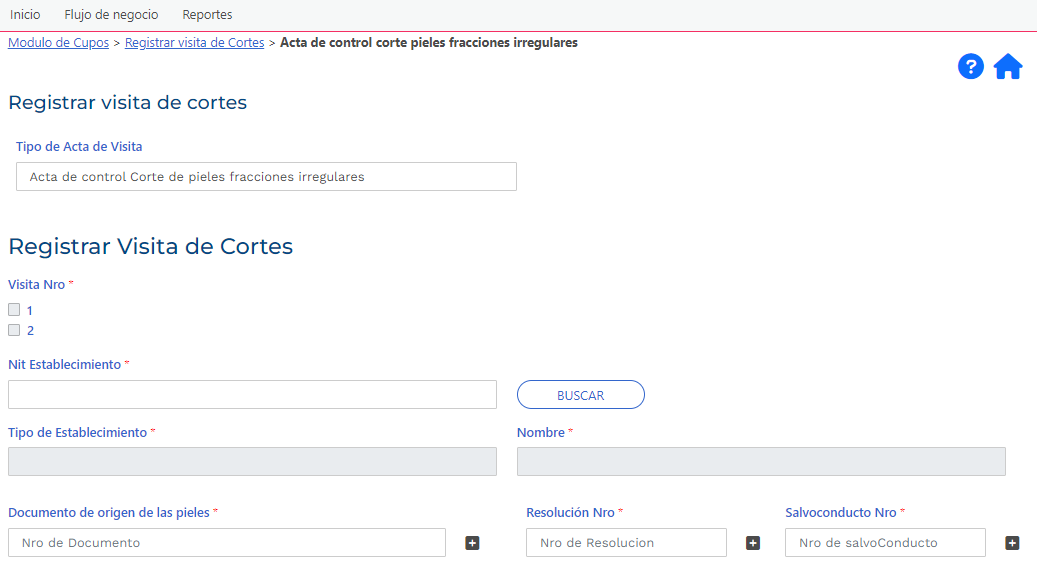 Inicio Flujo de negocio Reportes
Modulo de Cupos > Registrar visita de Cortes > Acta de control corte pieles fracciones irregulares
?
Registrar visita de cortes
Tipo de Acta de Visita
Acta de control Corte de pieles fracciones irregulares
Registrar Visita de Cortes
Visita Nro *
1
2
Nit Establecimiento *
BUSCAR
Tipo de Establecimiento * Nombre *
Documento de origen de las pieles * Resolución Nro * Salvoconducto Nro *
Nro de Documento Nro de Resolucion Nro de salvoConducto